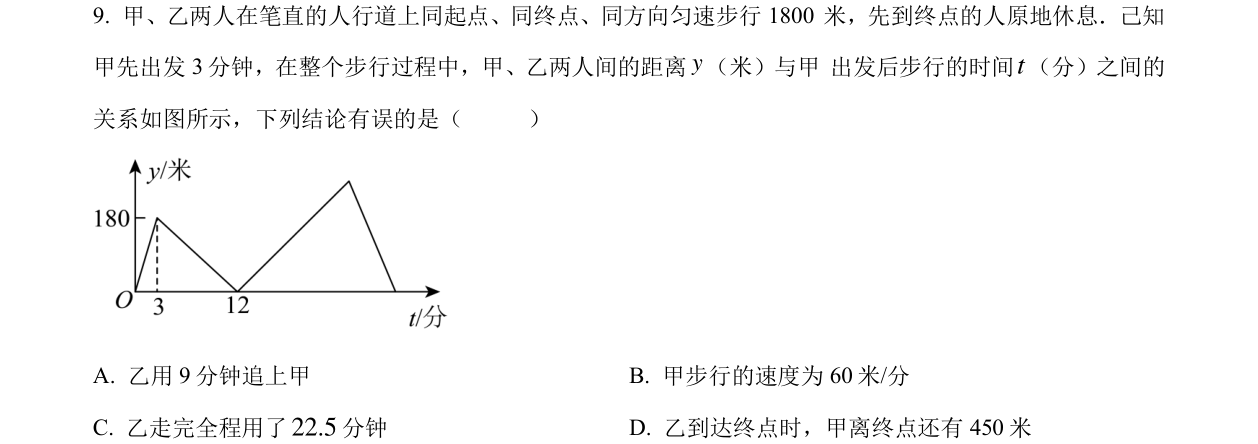 9. 甲、乙两人在笔直的人行道上同起点、同终点、同方向匀速步行 1800 米，先到终点的人原地休息．己知
甲先出发 3 分钟，在整个步行过程中，甲、乙两人间的距离 y （米）与甲 出发后步行的时间 t （分）之间的
关系如图所示，下列结论有误的是（ ）
y/米
180
O 3 12
t/分
A. 乙用 9 分钟追上甲 B. 甲步行的速度为 60 米/分
C. 乙走完全程用了 22.5 分钟 D. 乙到达终点时，甲离终点还有 450 米